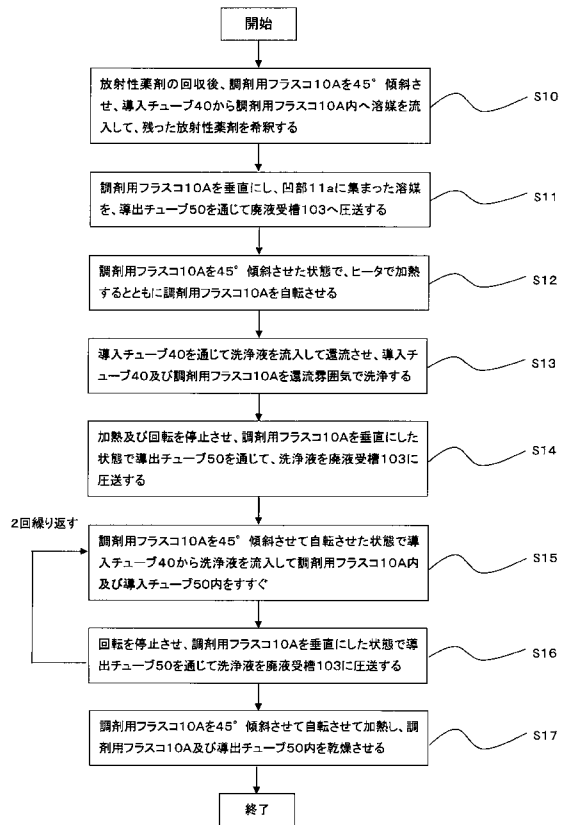 開始
放射性薬剤の回収後、調剤用フラスコ10Aを45°傾斜さ
せ、導入チューブ40から調剤用フラスコ10A内へ溶媒を流
入して、残った放射性薬剤を希釈する
S10
調剤用フラスコ10Aを垂直にし、凹部11aに集まった溶媒
を、導出チューブ50を通じて廃液受槽103へ圧送する
S11
調剤用フラスコ10Aを45°傾斜させた状態で、ヒータで加熱
するとともに調剤用フラスコ10Aを自転させる
S12
導入チューブ40を通じて洗浄液を流入して還流させ、導入
チューブ40及び調剤用フラスコ10Aを還流雰囲気で洗浄する
S13
加熱及び回転を停止させ、調剤用フラスコ10Aを垂直にした
状態で導出チューブ50を通じて、洗浄液を廃液受槽103に
圧送する
S14
2回繰り返す
調剤用フラスコ10Aを45°傾斜させて自転させた状態で導
入チューブ40から洗浄液を流入して調剤用フラスコ10A内
及び導入チューブ50内をすすぐ
S15
回転を停止させ、調剤用フラスコ10Aを垂直にした状態で導
出チューブ50を通じて洗浄液を廃液受槽103に圧送する
S16
調剤用フラスコ10Aを45°傾斜させて自転させて加熱し、調
剤用フラスコ10A及び導出チューブ50内を乾燥させる
S17
終了